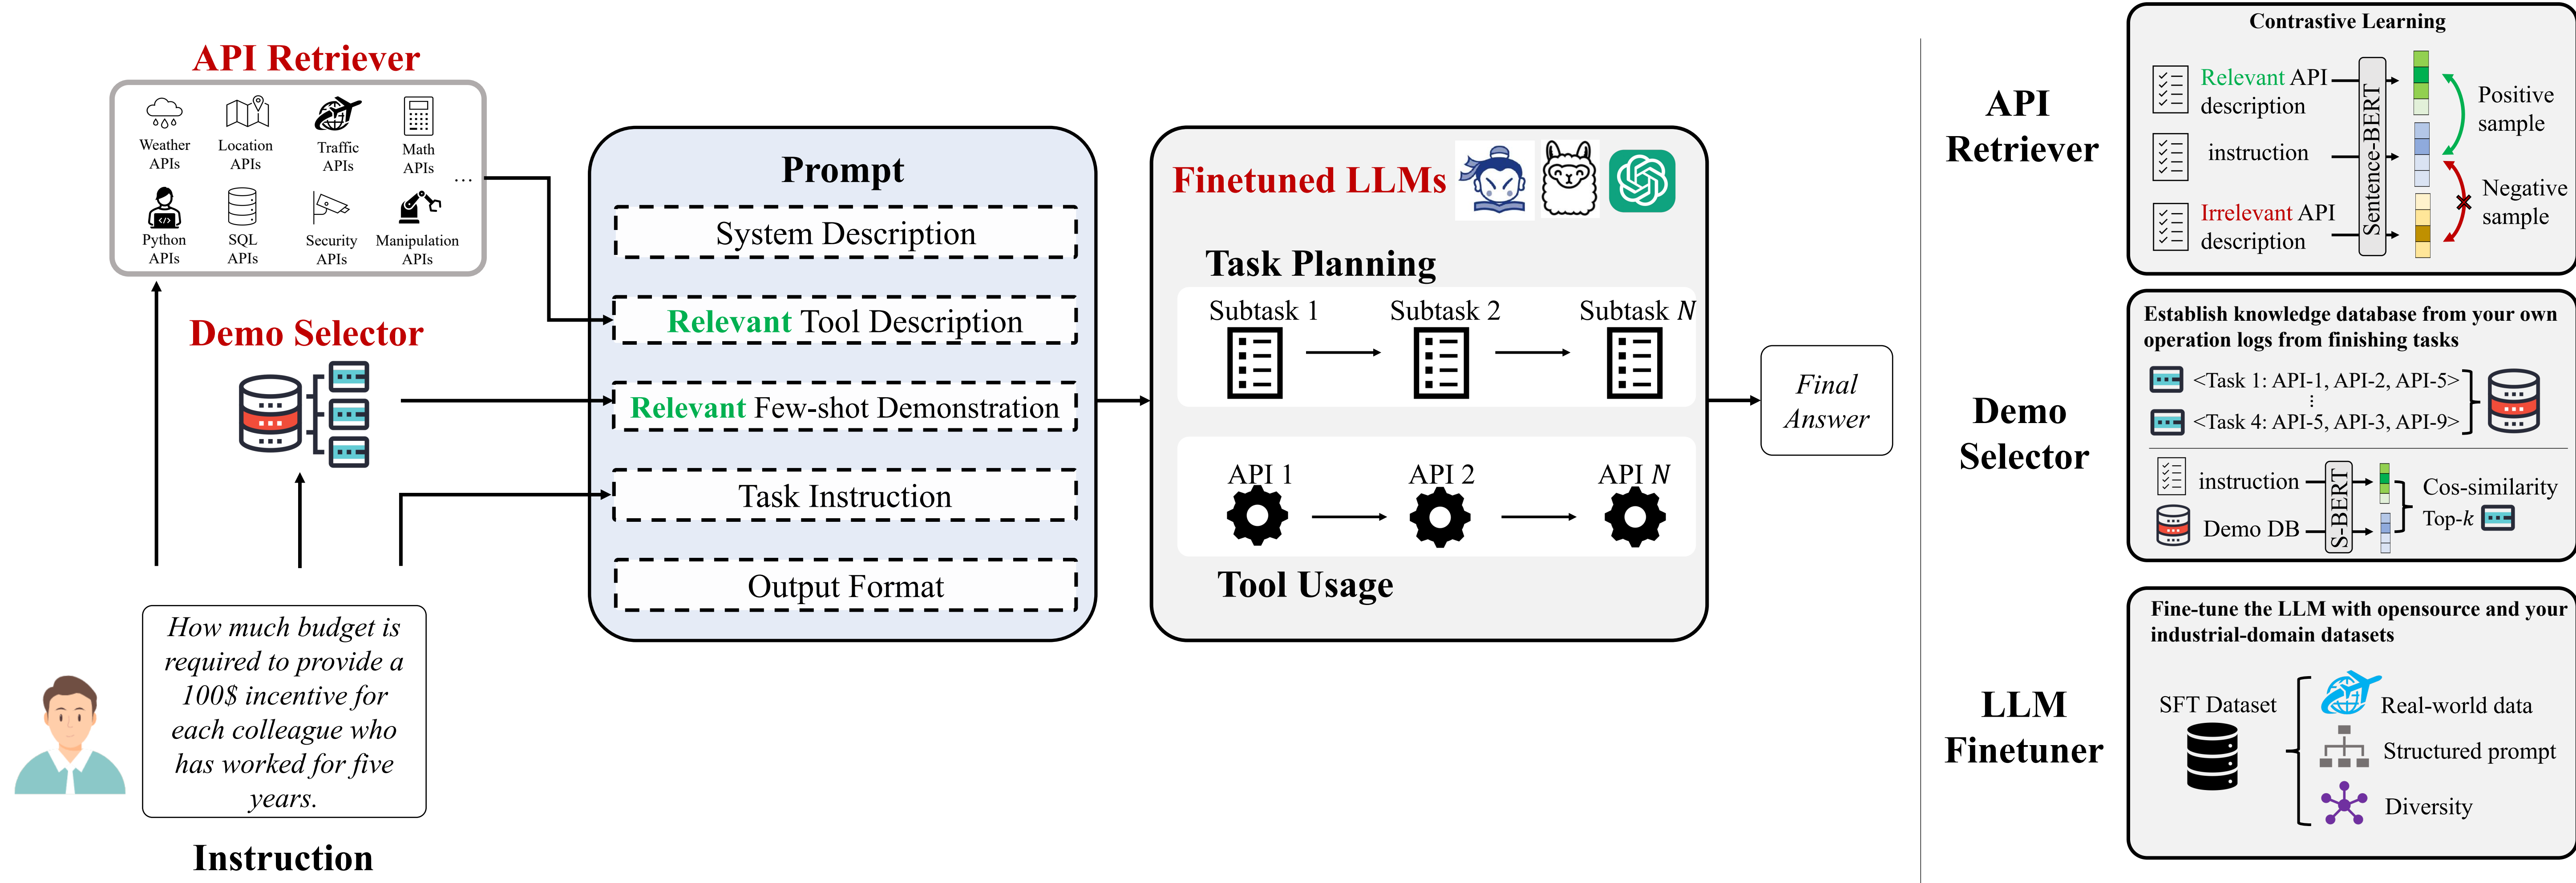 API Retriever
Weather
APIs
Location
APIs
Traffic
APIs
Math
APIs
...
Python
APIs
SQL
APIs
Security
APIs
Manipulation
APIs
Demo Selector
How much budget is
required to provide a
100$ incentive for
each colleague who
has worked for five
years.
Instruction
Prompt
System Description
Relevant Tool Description
Relevant Few-shot Demonstration
Task Instruction
Output Format
Finetuned LLMs
Task Planning
Subtask 1
Subtask 2
Subtask N
API 1
API 2
API N
Tool Usage
Final
Answer
API
Retriever
Contrastive Learning
Relevant API
description
instruction
Irrelevant API
description
Sentence-BERT
Positive
sample
Negative
sample
Demo
Selector
Establish knowledge database from your own
operation logs from finishing tasks
<Task 1: API-1, API-2, API-5>
⋮
<Task 4: API-5, API-3, API-9>
instruction
Demo DB
S-BERT
Cos-similarity
Top-k
LLM
Finetuner
Fine-tune the LLM with opensource and your
industrial-domain datasets
SFT Dataset
Real-world data
Structured prompt
Diversity